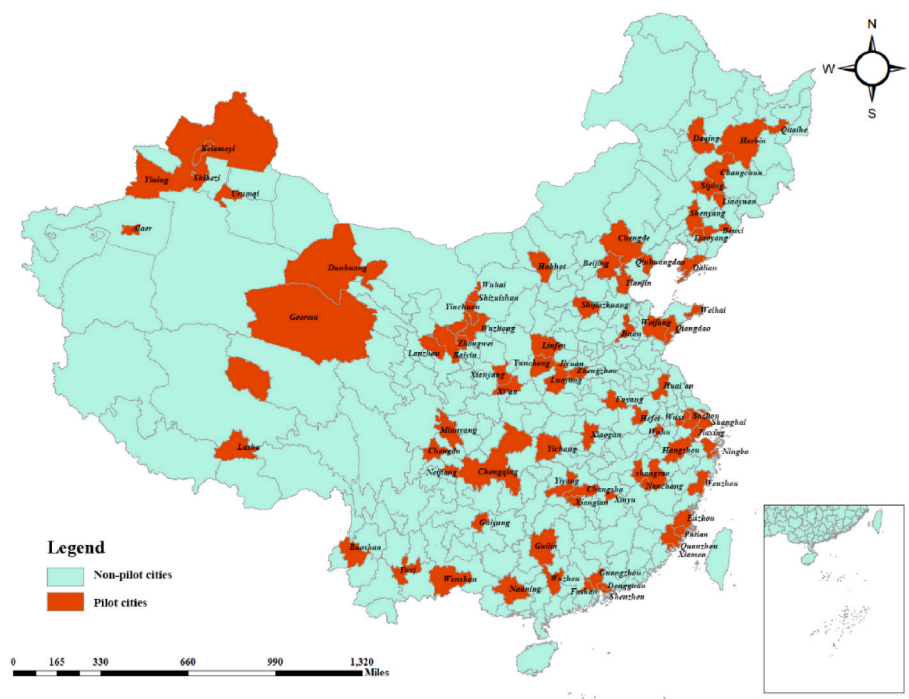 N
W
E
S
Daqing
Harbin
Qitaihe
Kelamayi
Changchun
Yining
Shihezi
Siping
Urumqi
Liaoyuan
Shenyang
Benxi
Caer
Liaoyang
Chengde
Dunhuang
Hohhot
Beijing
Qinhuangdao
Dalian
Tianjin
Wuhai
Shizuishan
Geermu
Yinchuan
Shijiazhuang
Weihai
Wuzhong
Weifang
Qiangdao
Jinan
Zhongwei
Linfen
Lanzhou
Baiyin
Yuncheng
Jiyuan
Xianyang
Zhengzhou
Luoyang
Xi'an
Huai'an
Fuyang
Hefei
Wuxi
Suzhou
Shanghai
Mianyang
Wuhu
Jiaxing
Xiaogan
Lasha
Chengdu
Yichang
Hangzhou
Ningbo
Neijiang
Chongqing
shangrao
Yiyang
Nanchang
Wenzhou
Changsha
Xinyu
Xiangtan
Guiyang
Fuzhou
Putian
Baoshan
Guilin
Quanzhou
Xiamen
Yuxi
Wenshan
Wuzhou
Guangzhou
Nanning
Foshan
Dongguan
Shenzhen
Legend
Non-pilot cities
Pilot cities
0 165 330 660 990 1,320
Miles